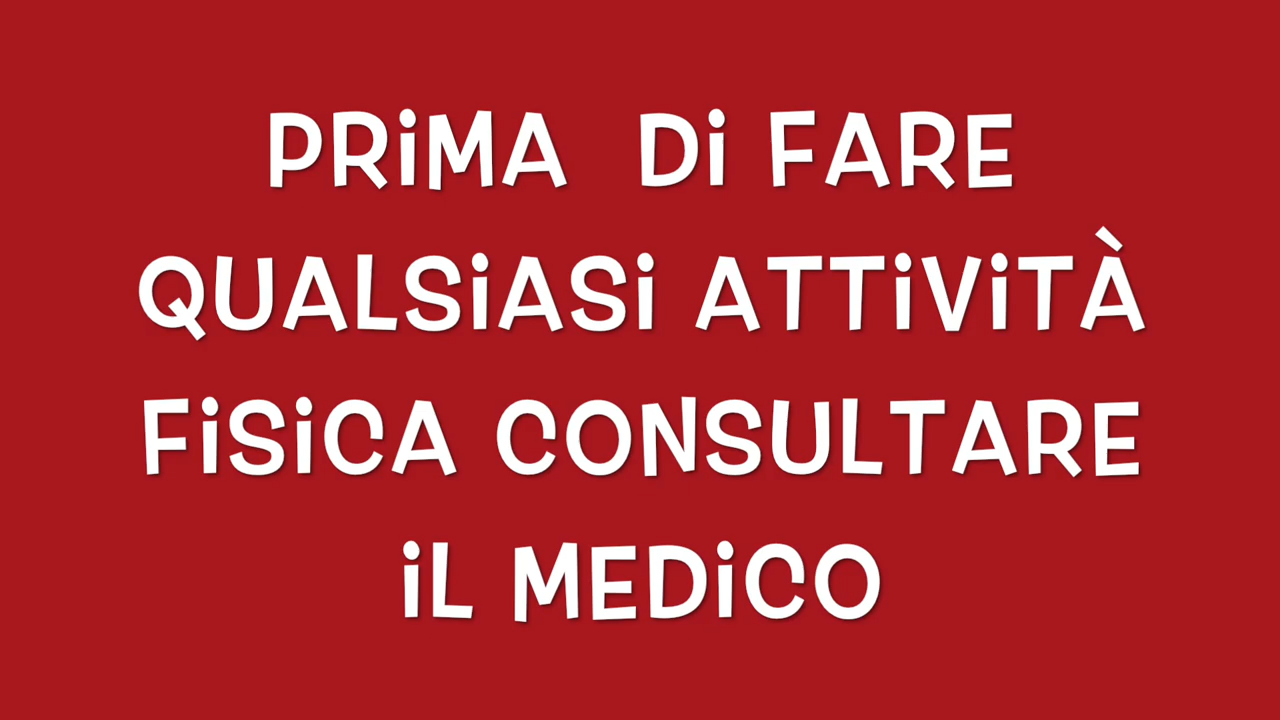 PRiMA Di FARE
QUALSiASi ATTiViTÀ
FiSiCA CONSULTARE
iL MEDiCO